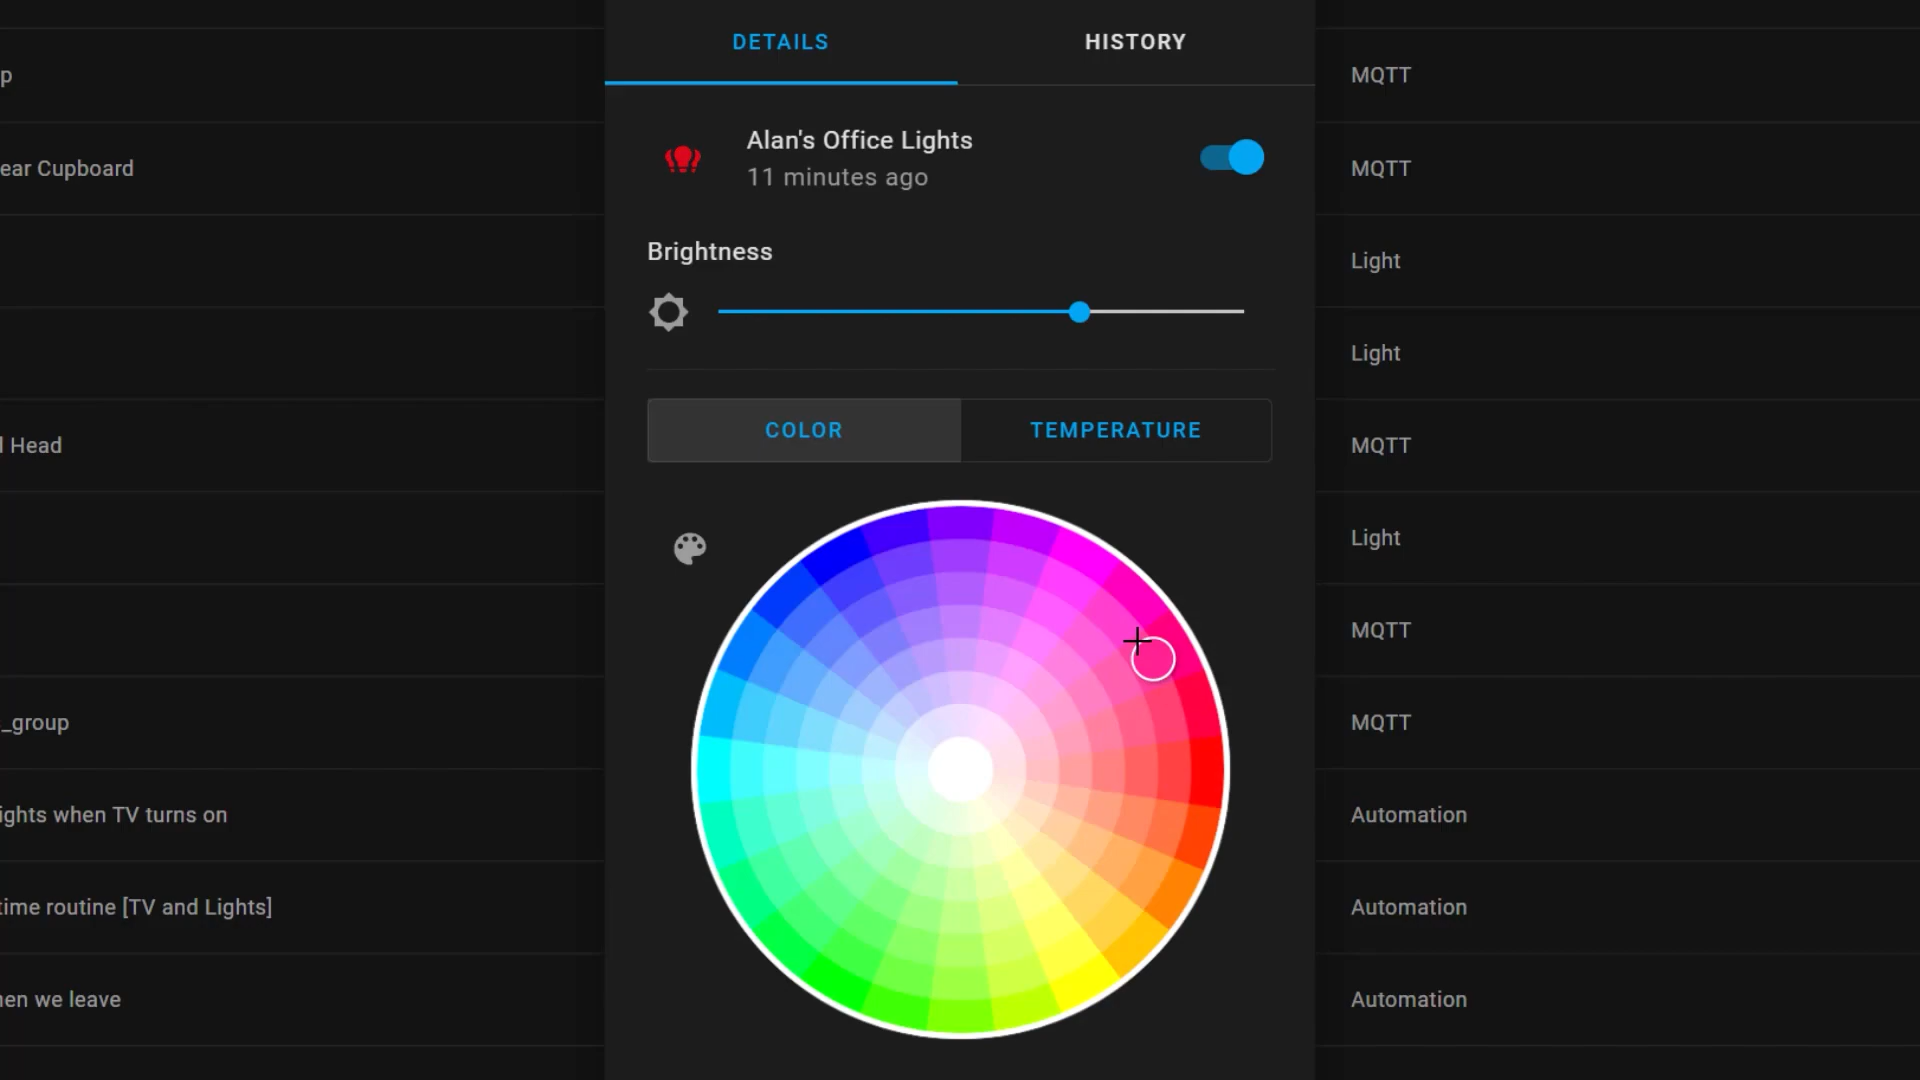 DETAILS
HISTORY
p
MQTT
Alan's Office Lights
11 minutes ago
ear Cupboard
MQTT
Brightness
Light
Light
COLOR
TEMPERATURE
l Head
MQTT
Light
MQTT
_group
MQTT
ights when TV turns on
Automation
time routine [TV and Lights]
Automation
hen we leave
Automation